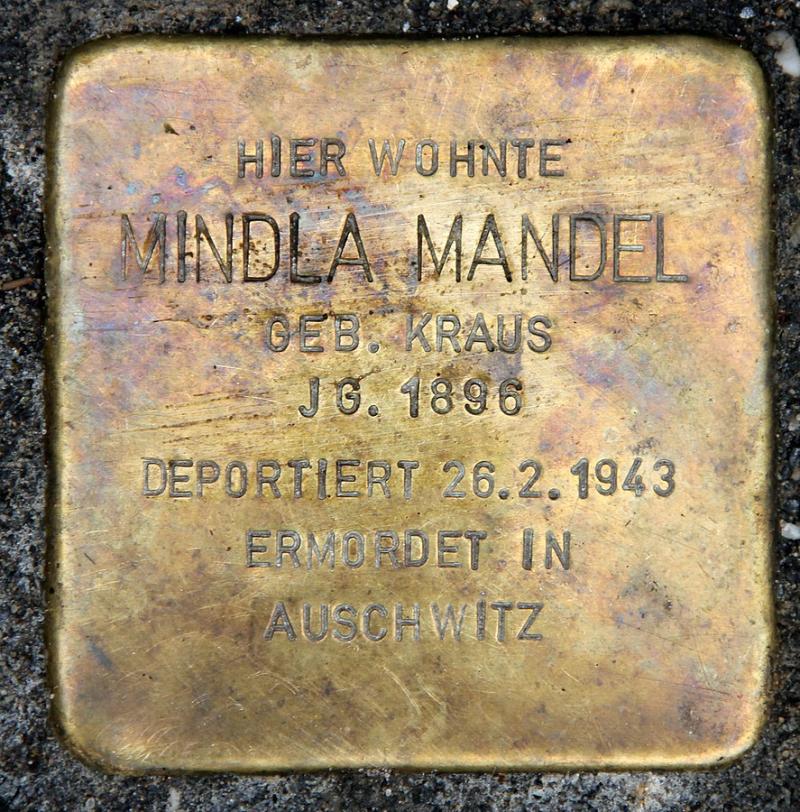 HIER WOHNTE
MINDLA MANDEL
GEB. KRAUS
JG. 1896
DEPORTIERT 26.2.1943
ERMORDET IN
AUSCHWITZ